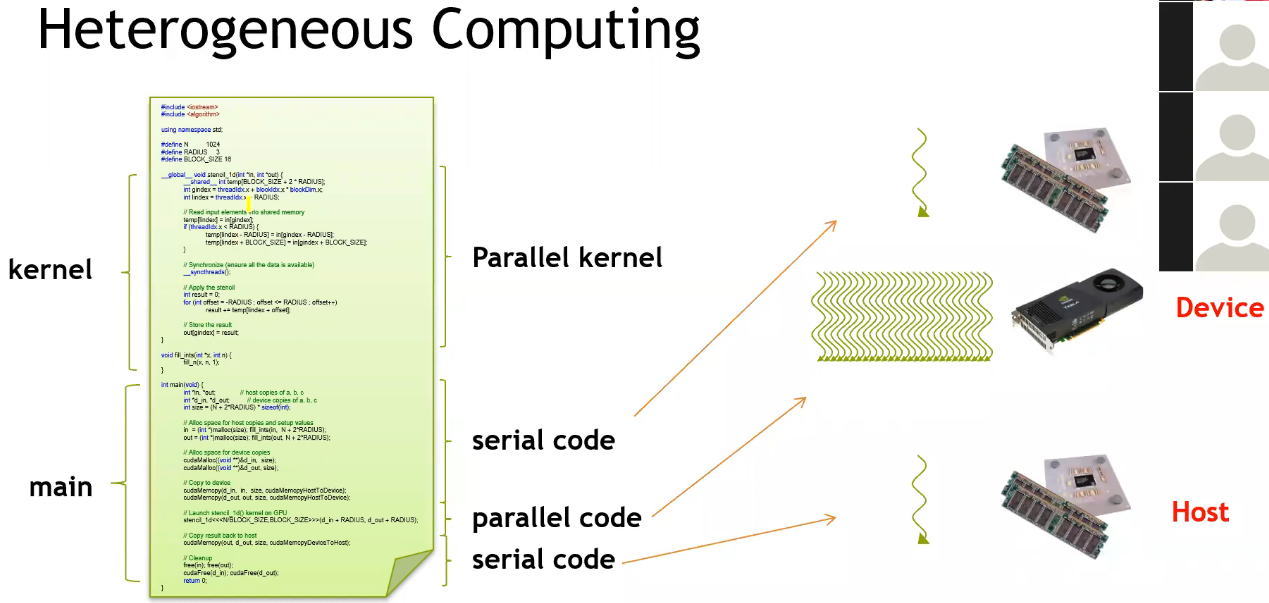 Heterogeneous Computing
#include <iostream>
#include <algorithm>
using namespace std;
#define N 1024
#define RADIUS 3
#define BLOCK_SIZE 16
__global__ void stencil_1d(int *in, int *out) {
__shared__ int temp[BLOCK_SIZE + 2 * RADIUS];
int gindex = threadIdx.x + blockIdx.x * blockDim.x;
int lindex = threadIdx.x RADIUS;
// Read input elements into shared memory
temp[lindex] = in[gindex];
if (threadIdx.x < RADIUS) {
temp[lindex - RADIUS] = in[gindex - RADIUS];
temp[lindex + BLOCK_SIZE] = in[gindex + BLOCK_SIZE];
}
// Synchronize (ensure all the data is available)
__syncthreads();
// Apply the stencil
int result = 0;
for (int offset = -RADIUS ; offset <= RADIUS ; offset++)
result += temp[lindex + offset];
// Store the result
out[gindex] = result;
}
void fill_ints(int *x, int n) {
fill_n(x, n, 1);
}
int main(void) {
int *in, *out; // host copies of a, b, c
int *d_in, *d_out; // device copies of a, b, c
int size = (N + 2*RADIUS) * sizeof(int);
// Alloc space for host copies and setup values
in = (int *)malloc(size); fill_ints(in, N + 2*RADIUS);
out = (int *)malloc(size); fill_ints(out, N + 2*RADIUS);
// Alloc space for device copies
cudaMalloc((void **)&d_in, size);
cudaMalloc((void **)&d_out, size);
// Copy to device
cudaMemcpy(d_in, in, size, cudaMemcpyHostToDevice);
cudaMemcpy(d_out, out, size, cudaMemcpyHostToDevice);
// Launch stencil_1d() kernel on GPU
stencil_1d<<<N/BLOCK_SIZE,BLOCK_SIZE>>>(d_in + RADIUS, d_out + RADIUS);
// Copy result back to host
cudaMemcpy(out, d_out, size, cudaMemcpyDeviceToHost);
// Cleanup
free(in); free(out);
cudaFree(d_in); cudaFree(d_out);
return 0;
}
kernel
main
Parallel kernel
serial code
parallel code
serial code
TESLA
Device
Host